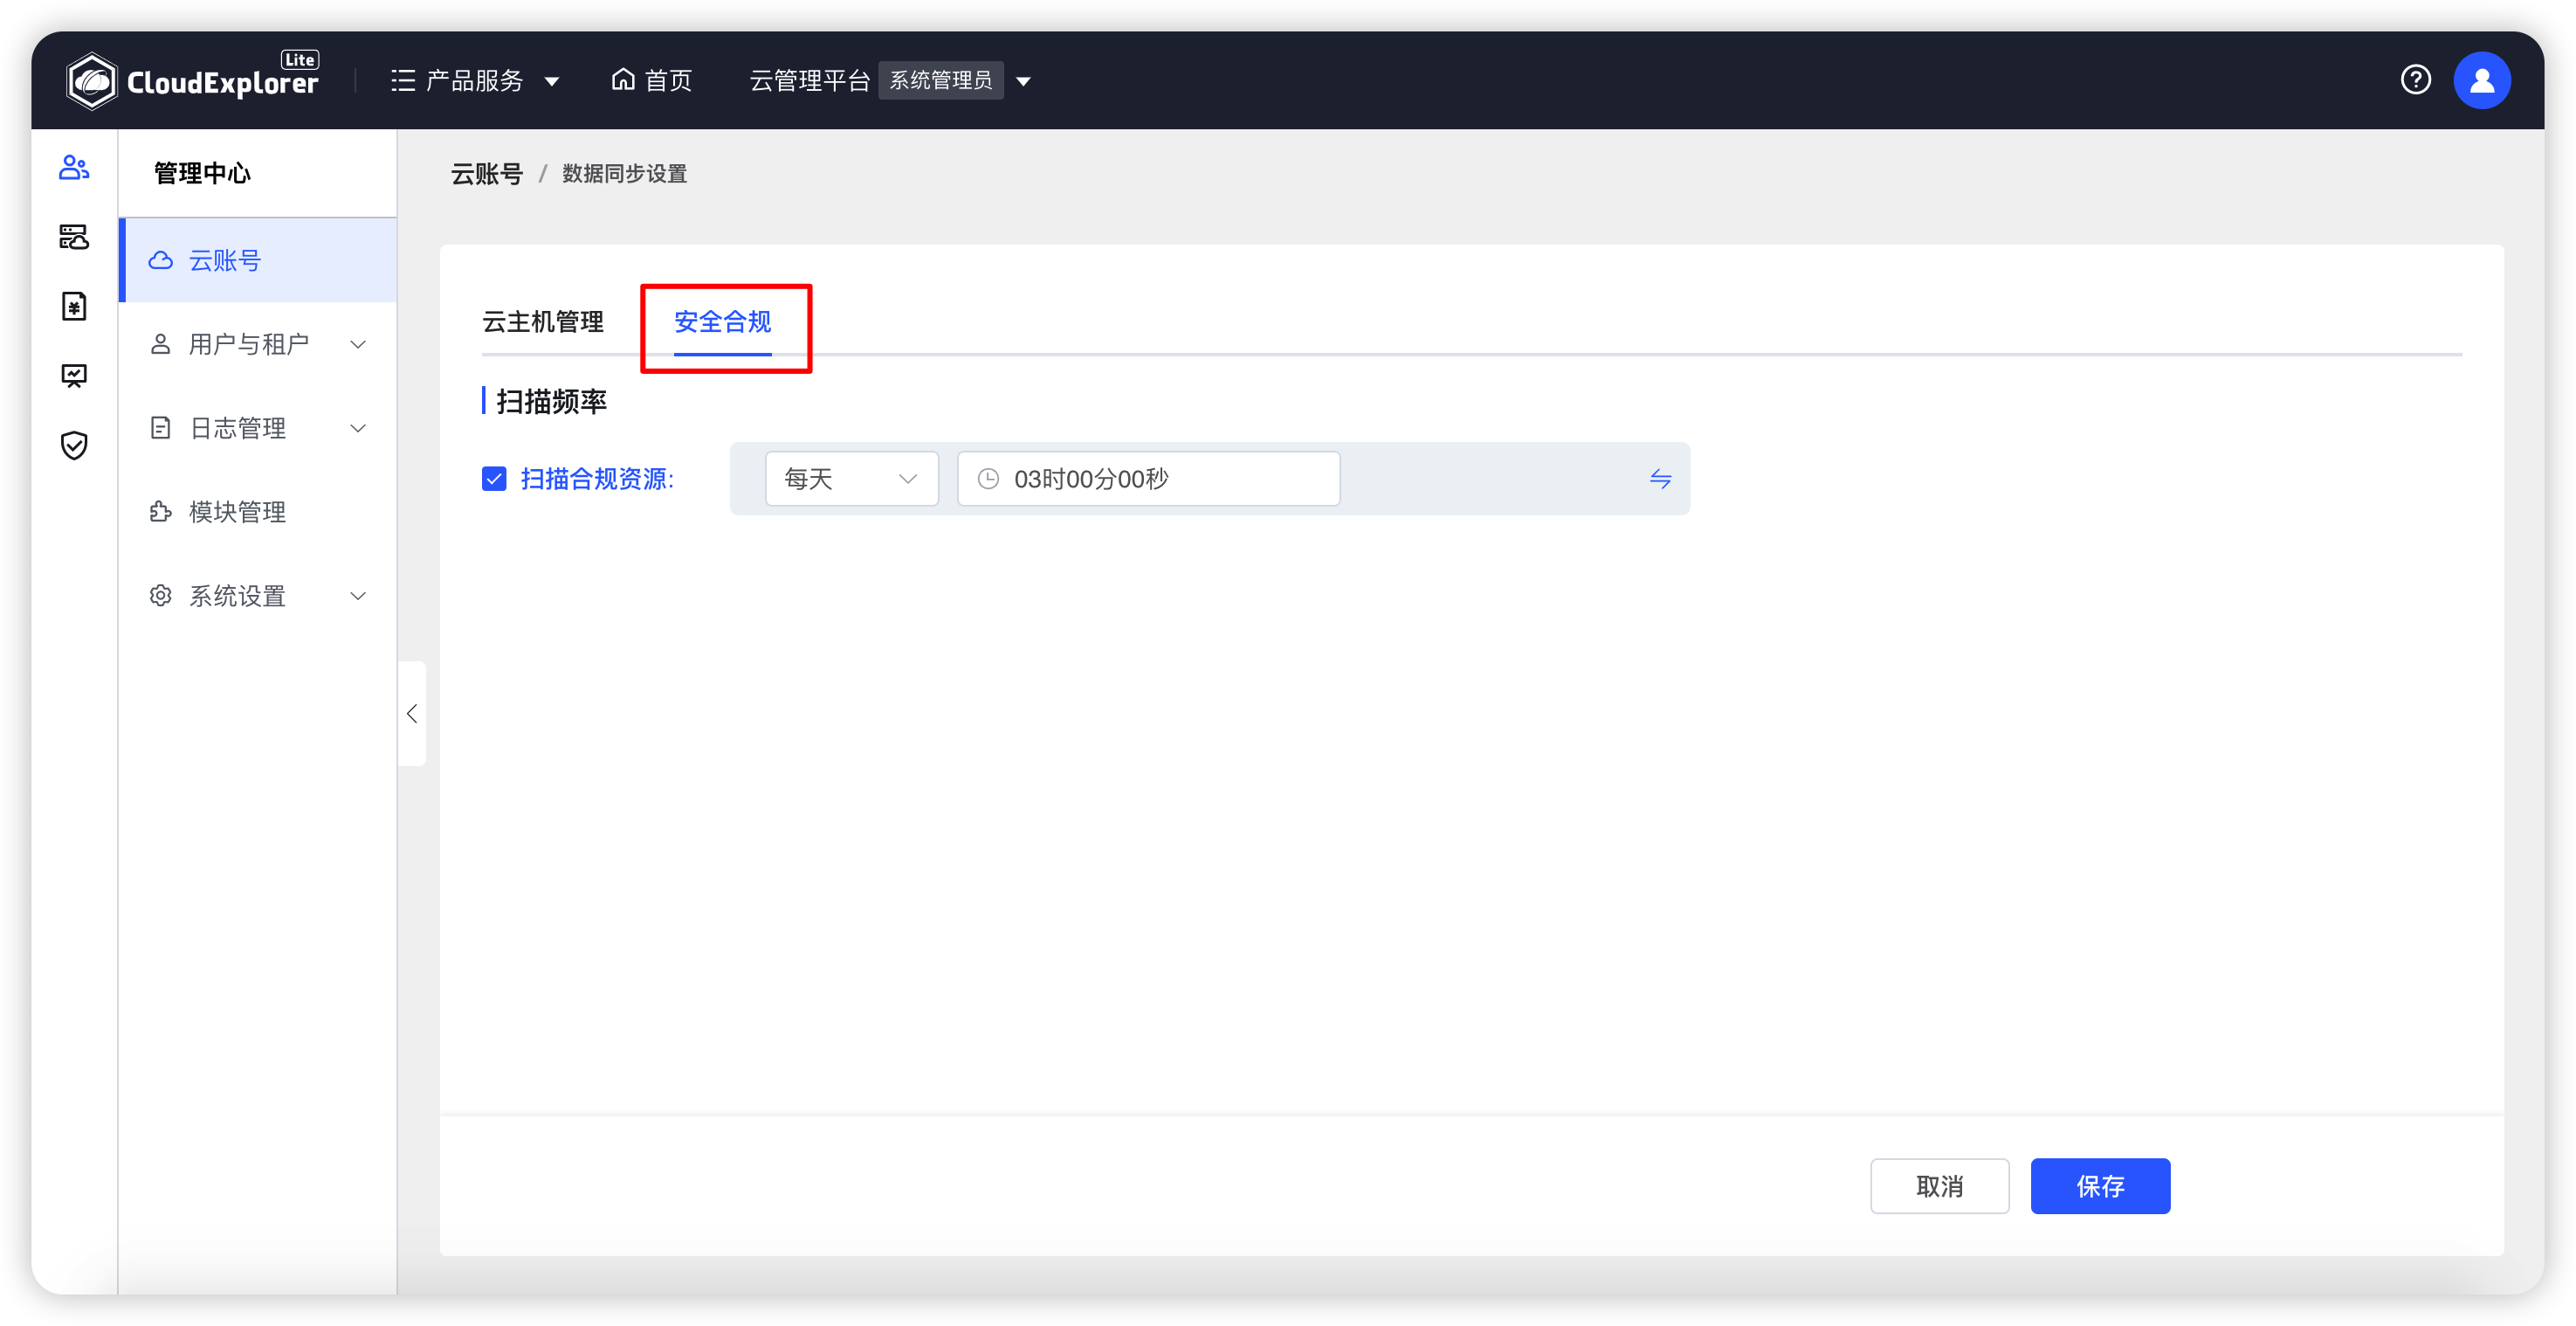 CloudExplorer Lite
产品服务
首页
云管理平台 系统管理员
管理中心
云账号
用户与租户
日志管理
模块管理
系统设置
云账号 / 数据同步设置
云主机管理
安全合规
扫描频率
扫描合规资源:
每天
03时00分00秒
取消
保存